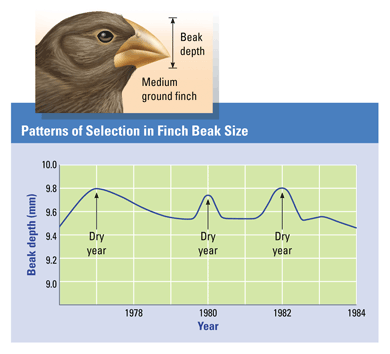 Beak
depth
Medium
ground finch
Patterns of Selection in Finch Beak Size
Beak depth (mm)
10.0
9.8
9.6
9.4
9.2
9.0
Dry
year
Dry
year
Dry
year
1978
1980
1982
1984
Year